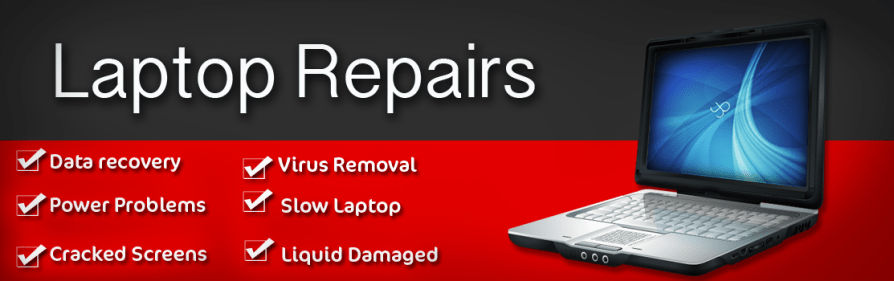 Laptop Repairs
Data recovery
Virus Removal
Power Problems
Slow Laptop
Cracked Screens
Liquid Damaged